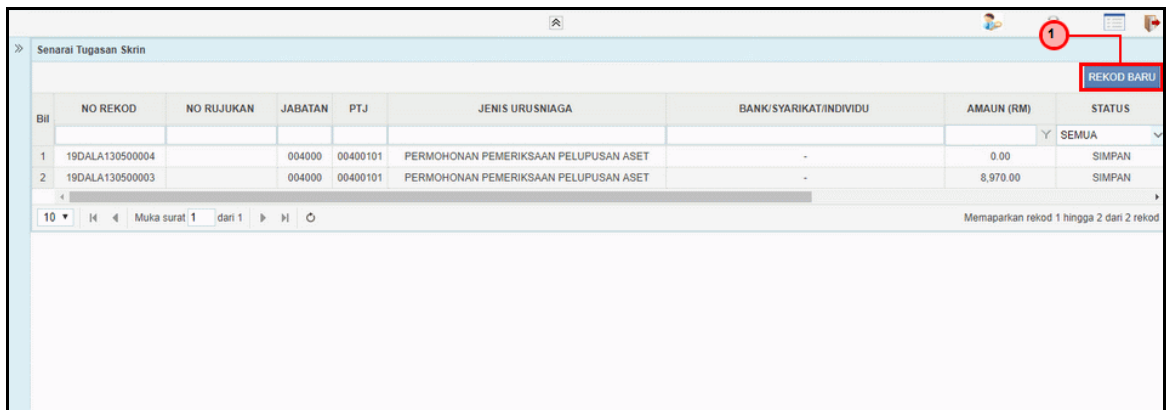 1
Senarai Tugasan Skrin
REKOD BARU
Bil NO REKOD NO RUJUKAN JABATAN PTJ JENIS URUSNIAGA BANK/SYARIKAT/INDIVIDU AMAUN (RM) STATUS
SEMUA
1 19DALA130500004 004000 00400101 PERMOHONAN PEMERIKSAAN PELUPUSAN ASET - 0.00 SIMPAN
2 19DALA130500003 004000 00400101 PERMOHONAN PEMERIKSAAN PELUPUSAN ASET - 8,970.00 SIMPAN
10 Muka surat 1 dari 1 Memaparkan rekod 1 hingga 2 dari 2 rekod